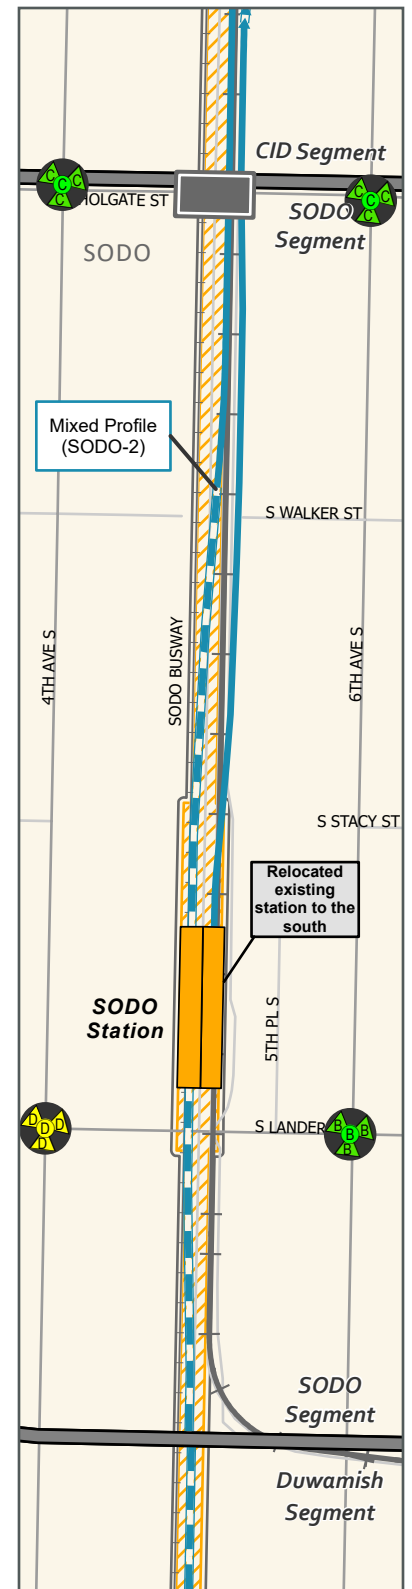 CID Segment
C
C
C
C
HOLGATE ST
C
C
C
C
SODO
Segment
SODO
Mixed Profile
(SODO-2)
S WALKER ST
4TH AVE S
SODO BUSWAY
6TH AVE S
S STACY ST
Relocated
existing
station to the
south
SODO
Station
5TH PL S
D
D
D
D
S LANDER
B
B
B
B
SODO
Segment
Duwamish
Segment